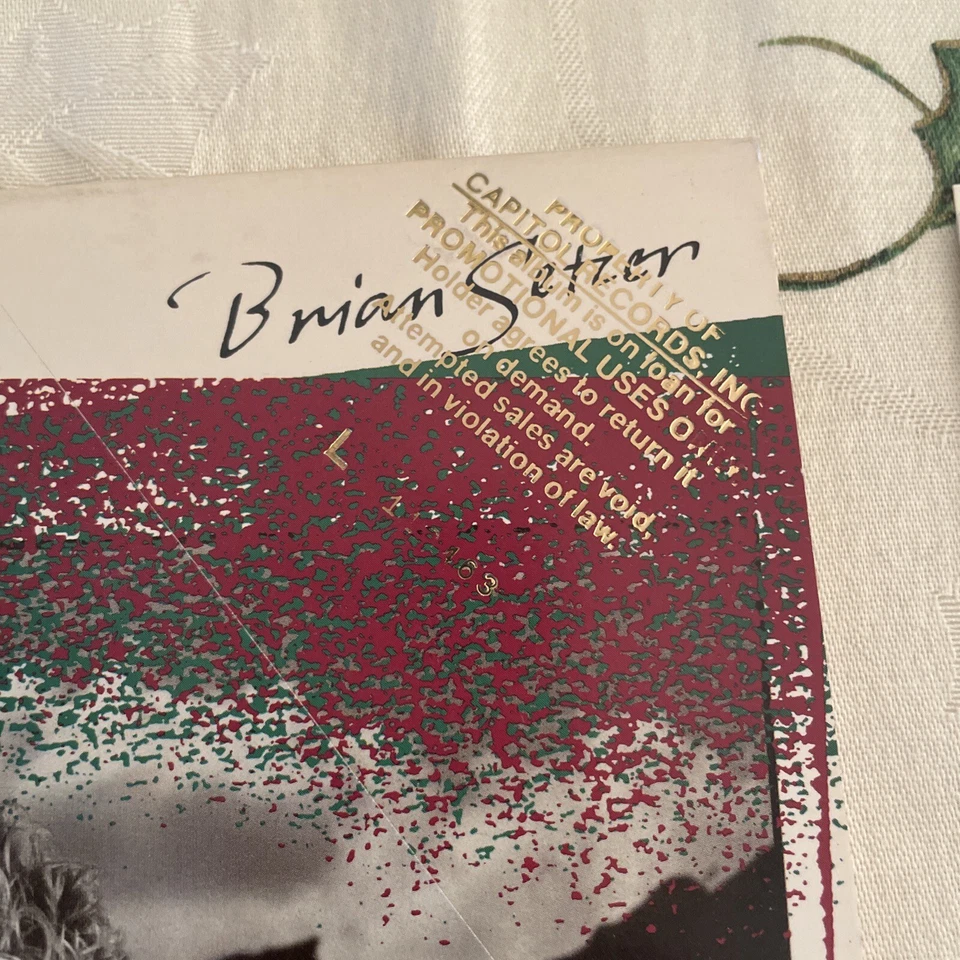 Brian Setzer
PROPERTY OF
CAPITOL RECORDS, INC.
This album is on loan for
PROMOTIONAL USES ONLY
Holder agrees to return it
on demand.
Attempted sales are void,
and in violation of law.
L